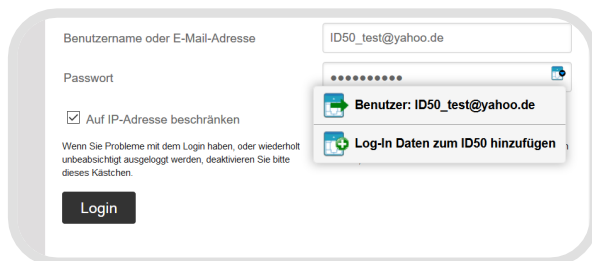 Benutzername oder E-Mail-Adresse
ID50_test@yahoo.de
Passwort
Benutzer: ID50_test@yahoo.de
Auf IP-Adresse beschränken
Log-In Daten zum ID50 hinzufügen
Wenn Sie Probleme mit dem Login haben, oder wiederholt
unbeabsichtigt ausgeloggt werden, deaktivieren Sie bitte
dieses Kästchen.
Login